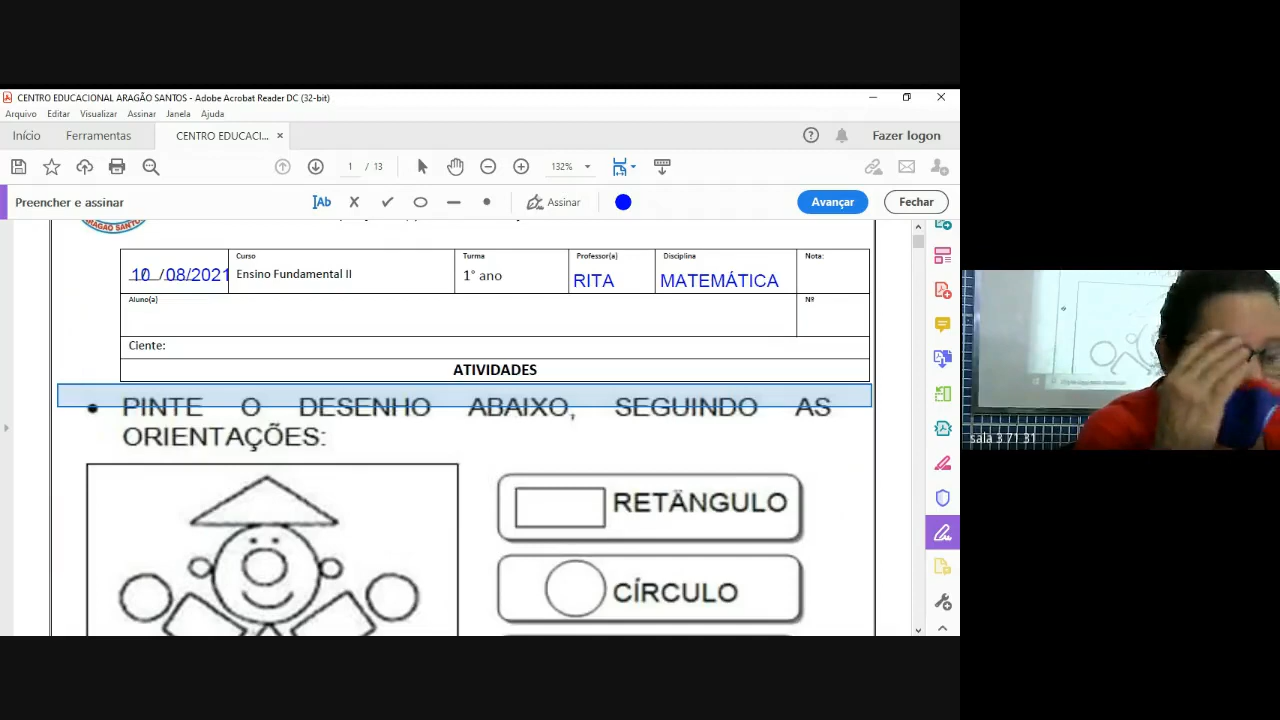 CENTRO EDUCACIONAL ARAGÃO SANTOS - Adobe Acrobat Reader DC (32-bit)
Arquivo Editar Visualizar Assinar Janela Ajuda
Início Ferramentas CENTRO EDUCACI... × Fazer logon
1 / 13 132%
Preencher e assinar Ab Assinar Avançar Fechar
ARAGÃO SANTOS
Curso Turma Professor(a) Disciplina Nota:
10 /08/2021 Ensino Fundamental II 1° ano RITA MATEMÁTICA
Aluno(a) Nº
Ciente:
ATIVIDADES
• PINTE O DESENHO ABAIXO, SEGUINDO AS
ORIENTAÇÕES:
RETÂNGULO
CÍRCULO
sala 3 71 31